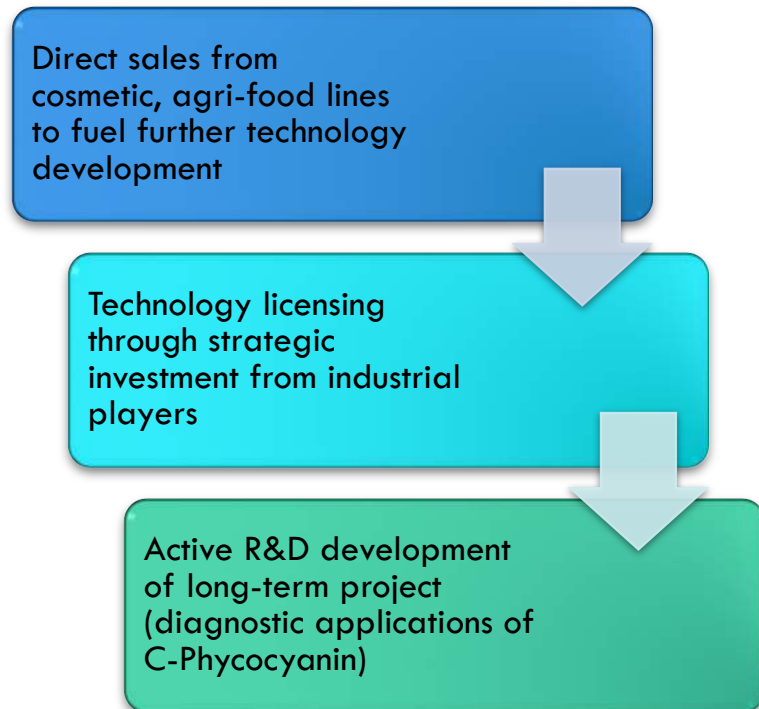 Direct sales from
cosmetic, agri-food lines
to fuel further technology
development
Technology licensing
through strategic
investment from industrial
players
Active R&D development
of long-term project
(diagnostic applications of
C-Phycocyanin)